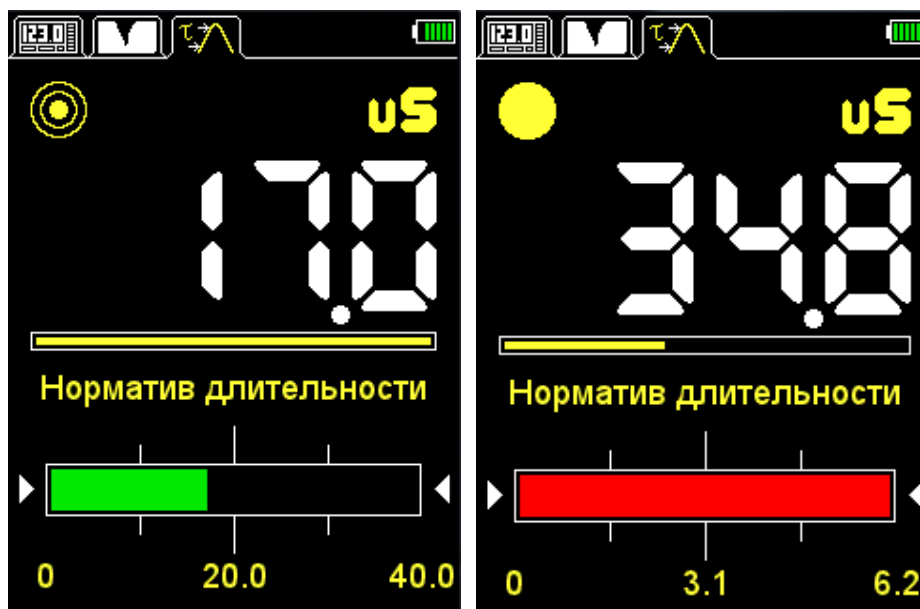 123.0
τ
uS
17.0
Норматив длительности
0 20.0 40.0
123.0
τ
uS
34.8
Норматив длительности
0 3.1 6.2